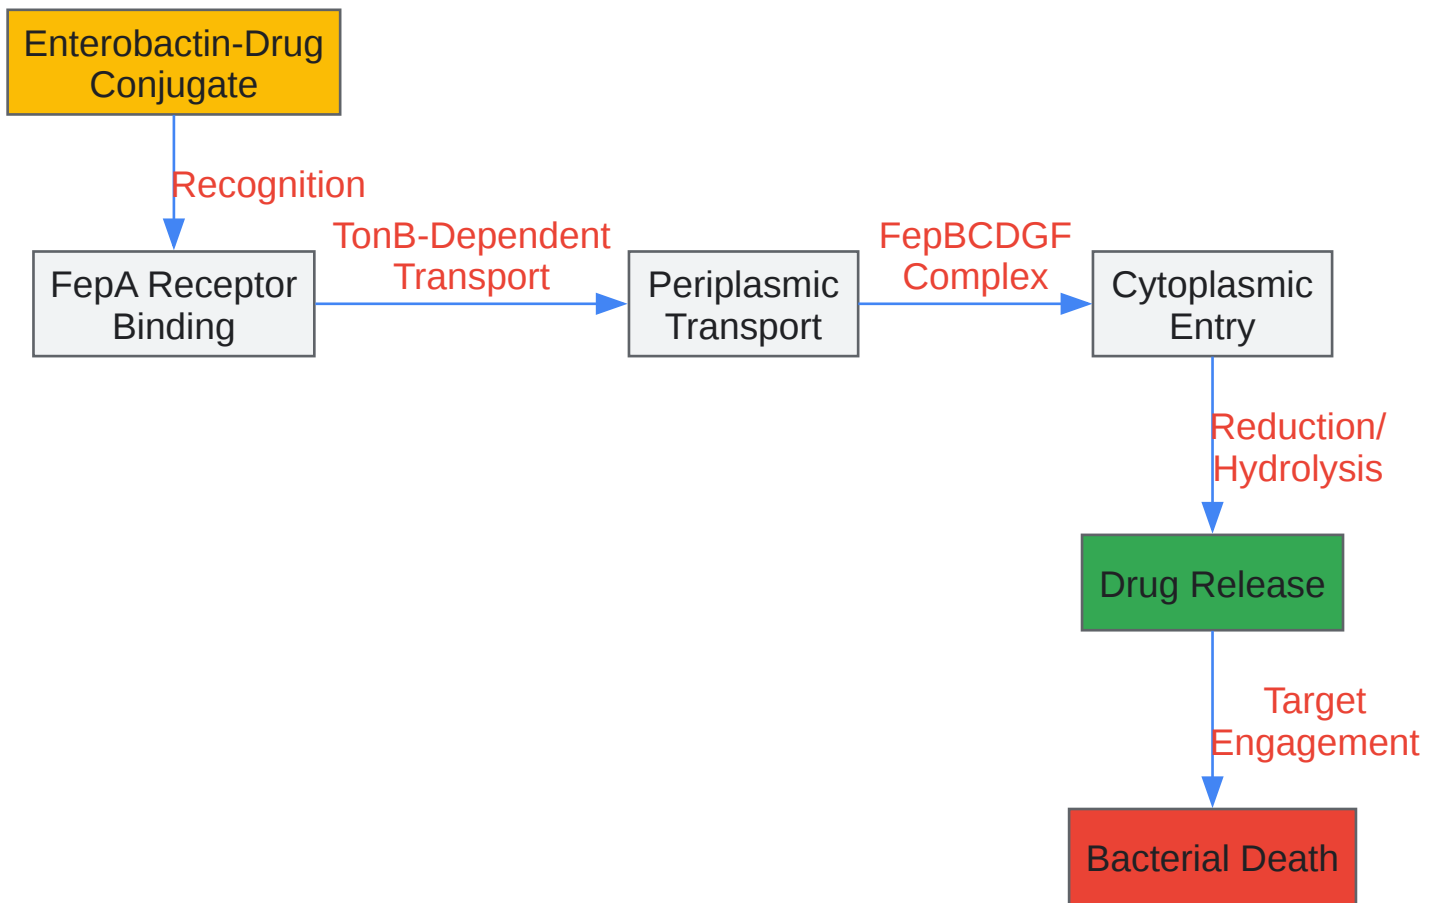 Enterobactin-Drug
Conjugate
Recognition
FepA Receptor
Binding
TonB-Dependent
Transport
Periplasmic
Transport
FepBCDGF
Complex
Cytoplasmic
Entry
Reduction/
Hydrolysis
Drug Release
Target
Engagement
Bacterial Death